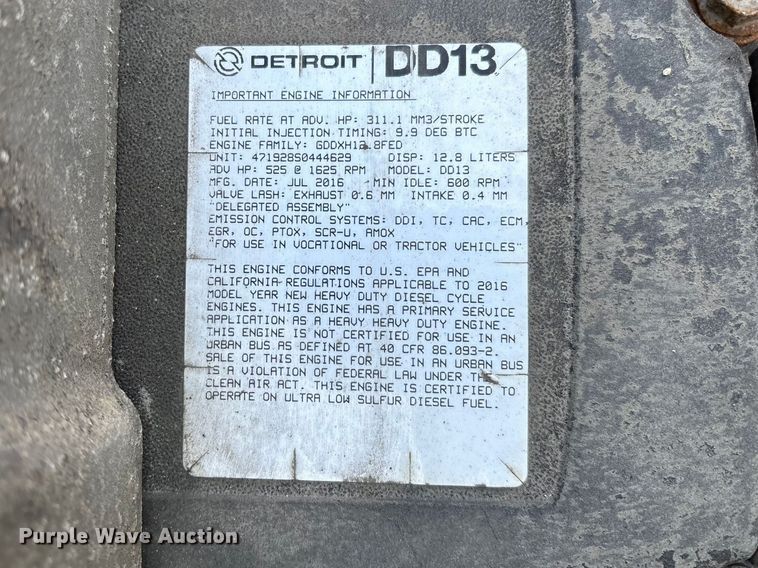 DETROIT DD13
IMPORTANT ENGINE INFORMATION
FUEL RATE AT ADV. HP: 311.1 MM3/STROKE
INITIAL INJECTION TIMING: 9.9 DEG BTC
ENGINE FAMILY: GDDXH12.8FED
UNIT: 471928S0444629 DISP: 12.8 LITERS
ADV HP: 525 @ 1625 RPM MODEL: DD13
MFG. DATE: JUL 2016 MIN IDLE: 600 RPM
VALVE LASH: EXHAUST 0.6 MM INTAKE 0.4 MM
"DELEGATED ASSEMBLY"
EMISSION CONTROL SYSTEMS: DDI, TC, CAC, ECM,
EGR, OC, PTOX, SCR-U, AMOX
"FOR USE IN VOCATIONAL OR TRACTOR VEHICLES"
THIS ENGINE CONFORMS TO U.S. EPA AND
CALIFORNIA REGULATIONS APPLICABLE TO 2016
MODEL YEAR NEW HEAVY DUTY DIESEL CYCLE
ENGINES. THIS ENGINE HAS A PRIMARY SERVICE
APPLICATION AS A HEAVY HEAVY DUTY ENGINE.
THIS ENGINE IS NOT CERTIFIED FOR USE IN AN
URBAN BUS AS DEFINED AT 40 CFR 86.093-2.
SALE OF THIS ENGINE FOR USE IN AN URBAN BUS
IS A VIOLATION OF FEDERAL LAW UNDER THE
CLEAN AIR ACT. THIS ENGINE IS CERTIFIED TO
OPERATE ON ULTRA LOW SULFUR DIESEL FUEL.
Purple Wave Auction